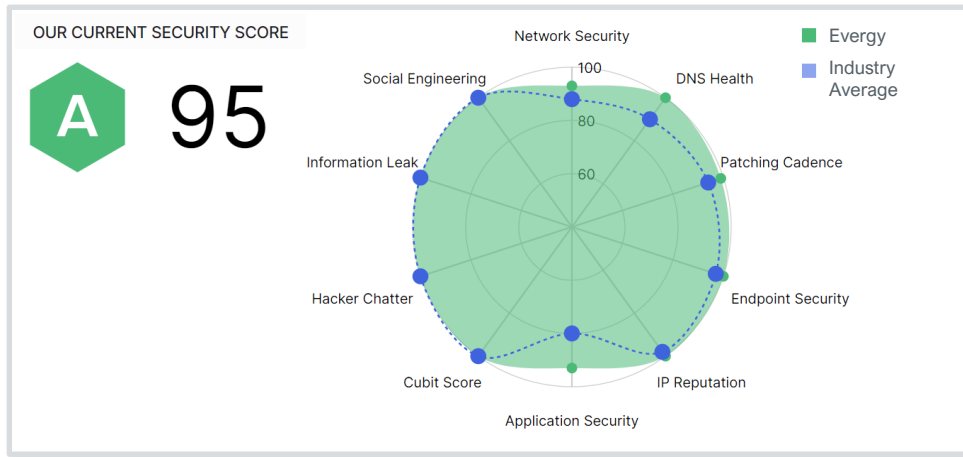 OUR CURRENT SECURITY SCORE
A
95
Network Security
100
80
60
DNS Health
Patching Cadence
Endpoint Security
IP Reputation
Application Security
Cubit Score
Hacker Chatter
Information Leak
Social Engineering
Evergy
Industry
Average